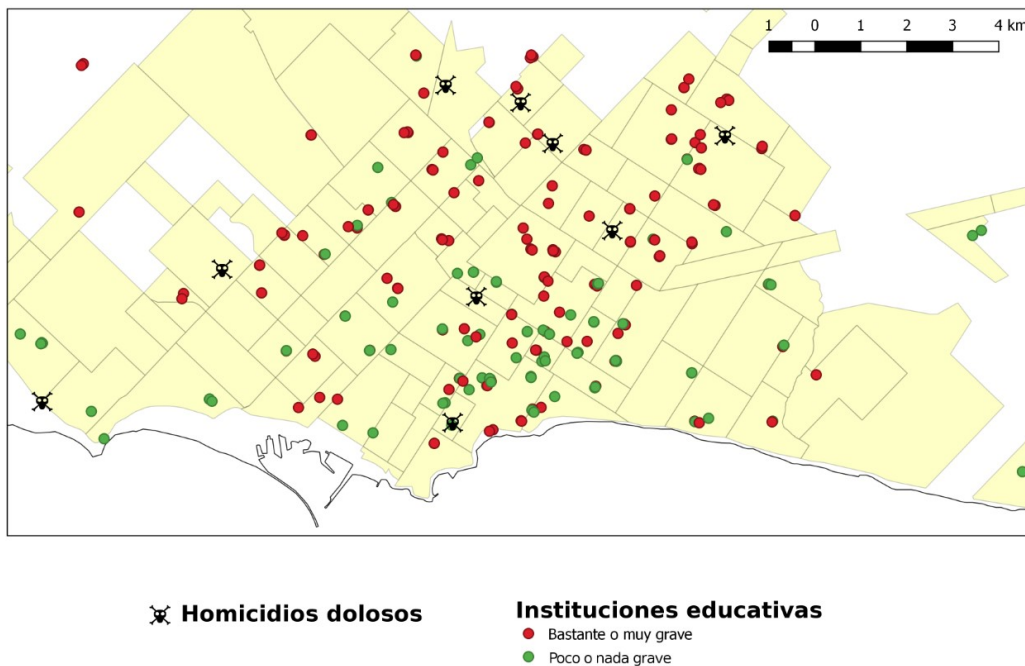 1 0 1 2 3 4 km
Homicidios dolosos
Instituciones educativas
Bastante o muy grave
Poco o nada grave